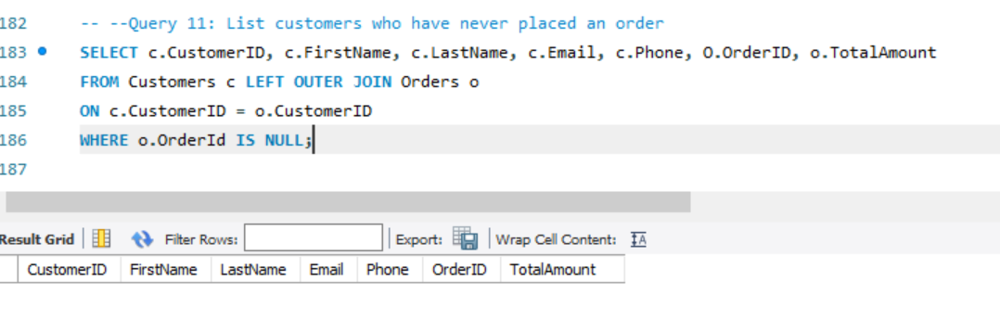 182 -- --Query 11: List customers who have never placed an order
183 SELECT c.CustomerID, c.FirstName, c.LastName, c.Email, c.Phone, O.OrderID, o.TotalAmount
184 FROM Customers c LEFT OUTER JOIN Orders o
185 ON c.CustomerID = o.CustomerID
186 WHERE o.OrderId IS NULL;
187
Result Grid Filter Rows: Export: Wrap Cell Content: IA
CustomerID FirstName LastName Email Phone OrderID TotalAmount